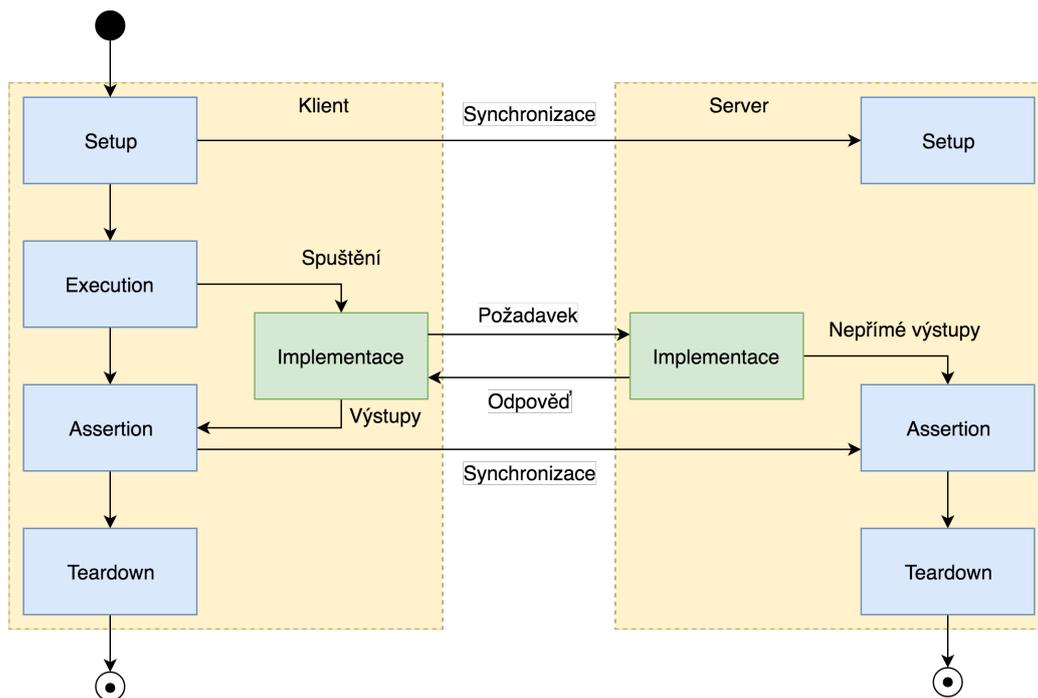 Klient
Synchronizace
Server
Setup
Setup
Spuštění
Execution
Požadavek
Nepřímé výstupy
Implementace
Implementace
Odpověď
Výstupy
Assertion
Assertion
Synchronizace
Teardown
Teardown